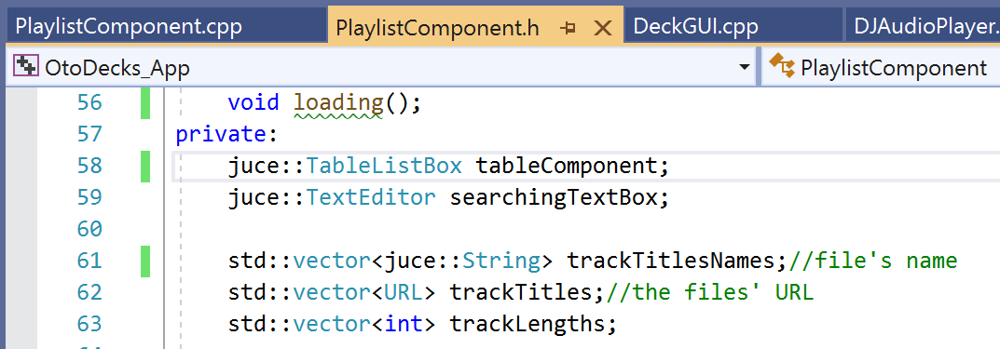 PlaylistComponent.cpp PlaylistComponent.h DeckGUI.cpp DJAudioPlayer.
OtoDecks_App PlaylistComponent
56 void loading();
57 private:
58 juce::TableListBox tableComponent;
59 juce::TextEditor searchingTextBox;
60
61 std::vector<juce::String> trackTitlesNames;//file's name
62 std::vector<URL> trackTitles;//the files' URL
63 std::vector<int> trackLengths;